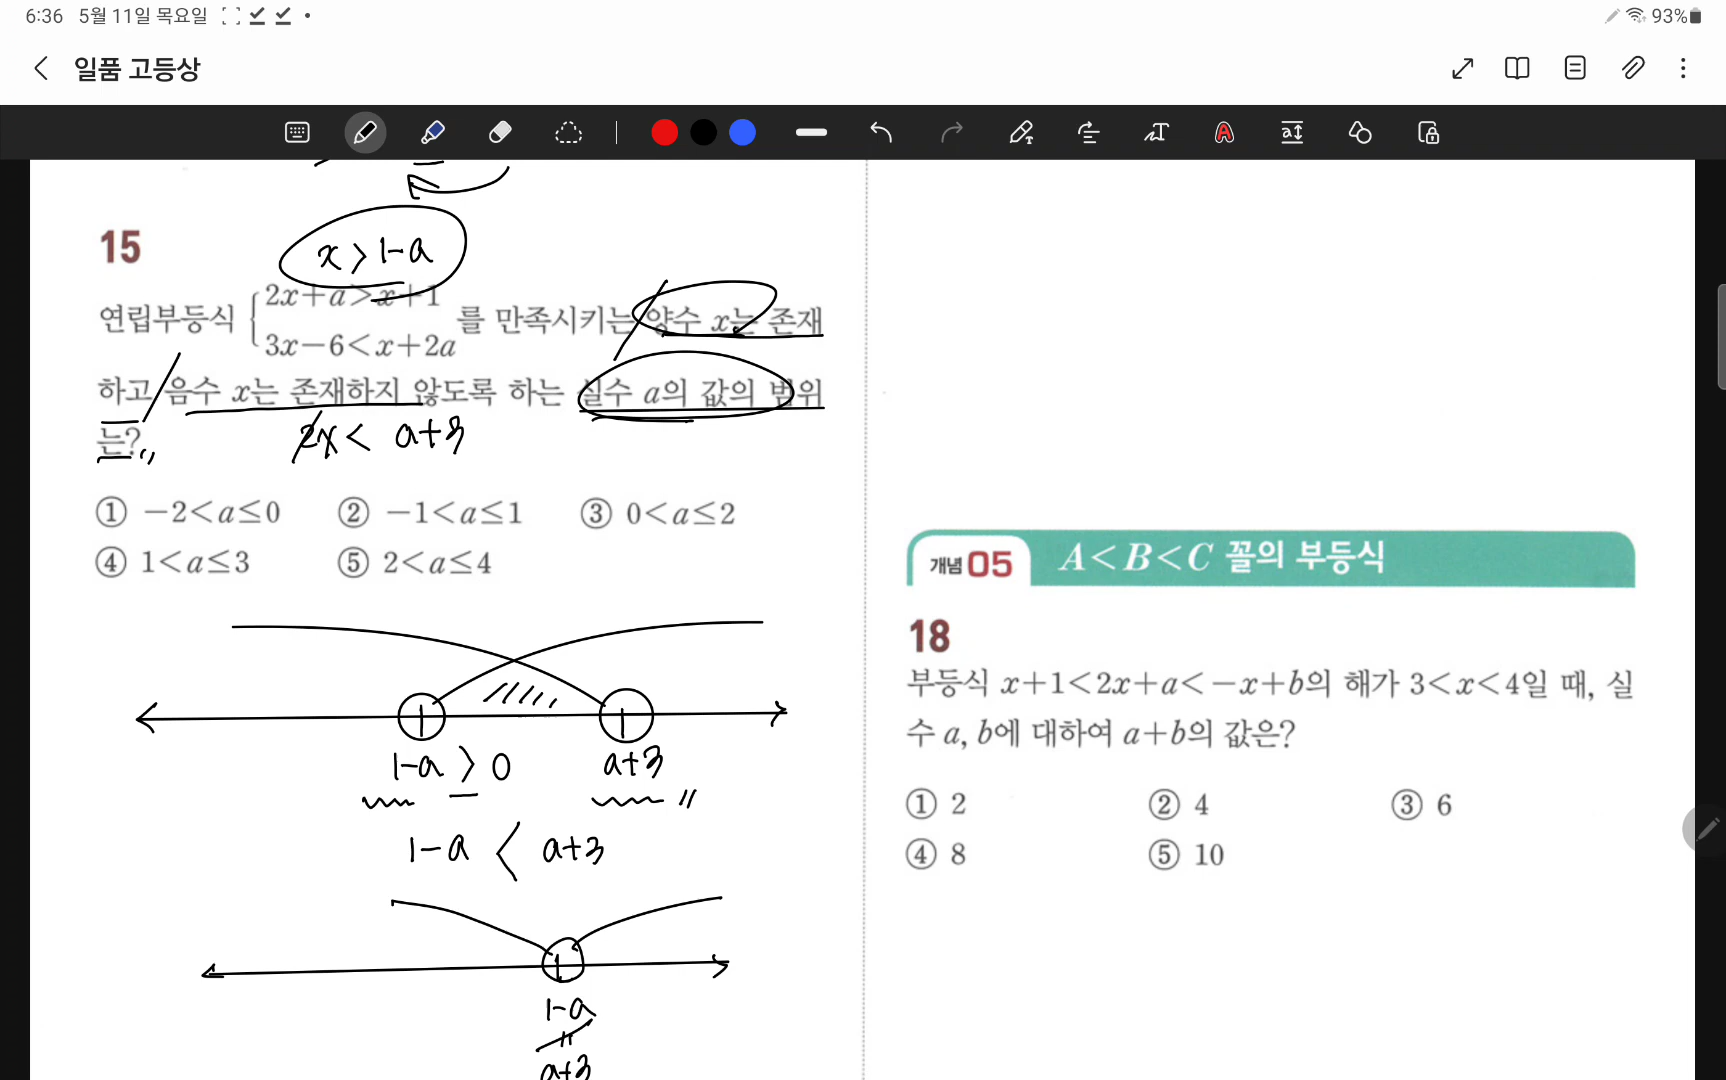 6:36 5월 11일 목요일
93%
일품 고등상
15
x > 1-a
연립부등식 { 2x+a>x+1
3x-6<x+2a 를 만족시키는 양수 x는 존재
하고 음수 x는 존재하지 않도록 하는 실수 a의 값의 범위
는?
2x < a+3
① -2<a≤0 ② -1<a≤1 ③ 0<a≤2
④ 1<a≤3 ⑤ 2<a≤4
1-a ≥ 0 a+3
1-a < a+3
1-a
=
a+3
개념 05 A<B<C 꼴의 부등식
18
부등식 x+1<2x+a<-x+b의 해가 3<x<4일 때, 실
수 a, b에 대하여 a+b의 값은?
① 2 ② 4 ③ 6
④ 8 ⑤ 10